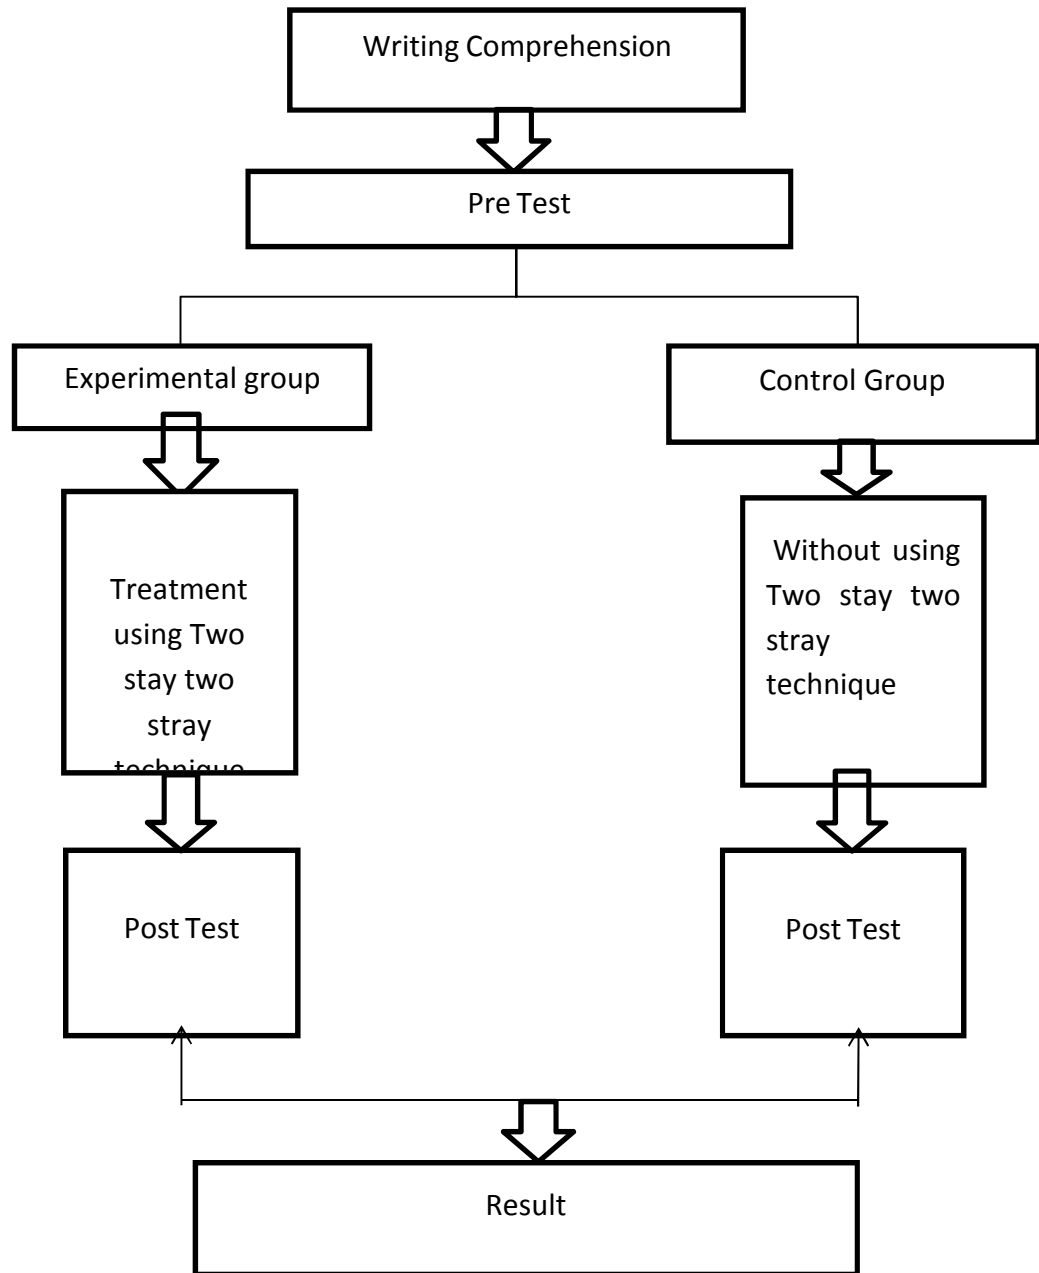 Writing Comprehension
Pre Test
Experimental group
Control Group
Treatment
using Two
stay two
stray
technique
Without using
Two stay two
stray
technique
Post Test
Post Test
Result